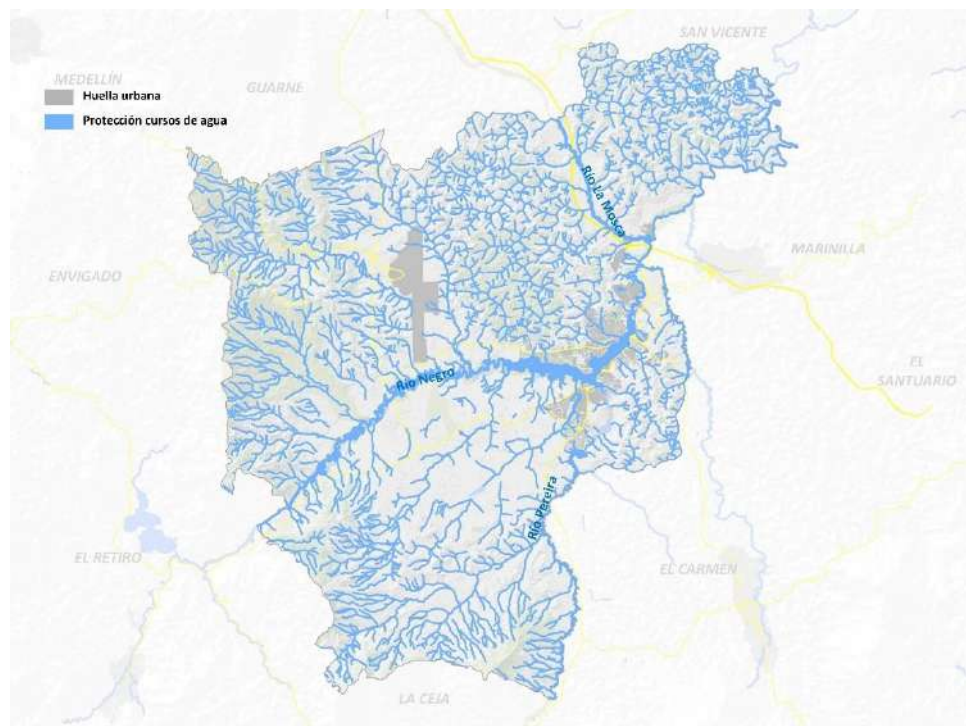 SAN VICENTE
MEDELLÍN
GUARNE
Huella urbana
Protección cursos de agua
Río La Mosca
MARINILLA
ENVIGADO
EL
SANTUARIO
Río Negro
Río Pereira
EL RETIRO
EL CARMEN
LA CEJA